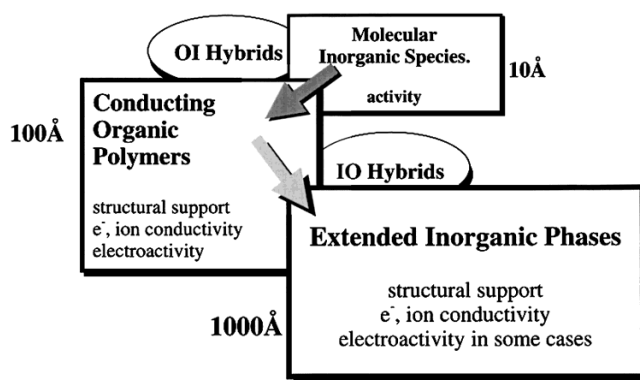 OI Hybrids
Molecular
Inorganic Species.
activity
10Å
100Å
Conducting
Organic
Polymers
structural support
e⁻, ion conductivity
electroactivity
IO Hybrids
1000Å
Extended Inorganic Phases
structural support
e⁻, ion conductivity
electroactivity in some cases